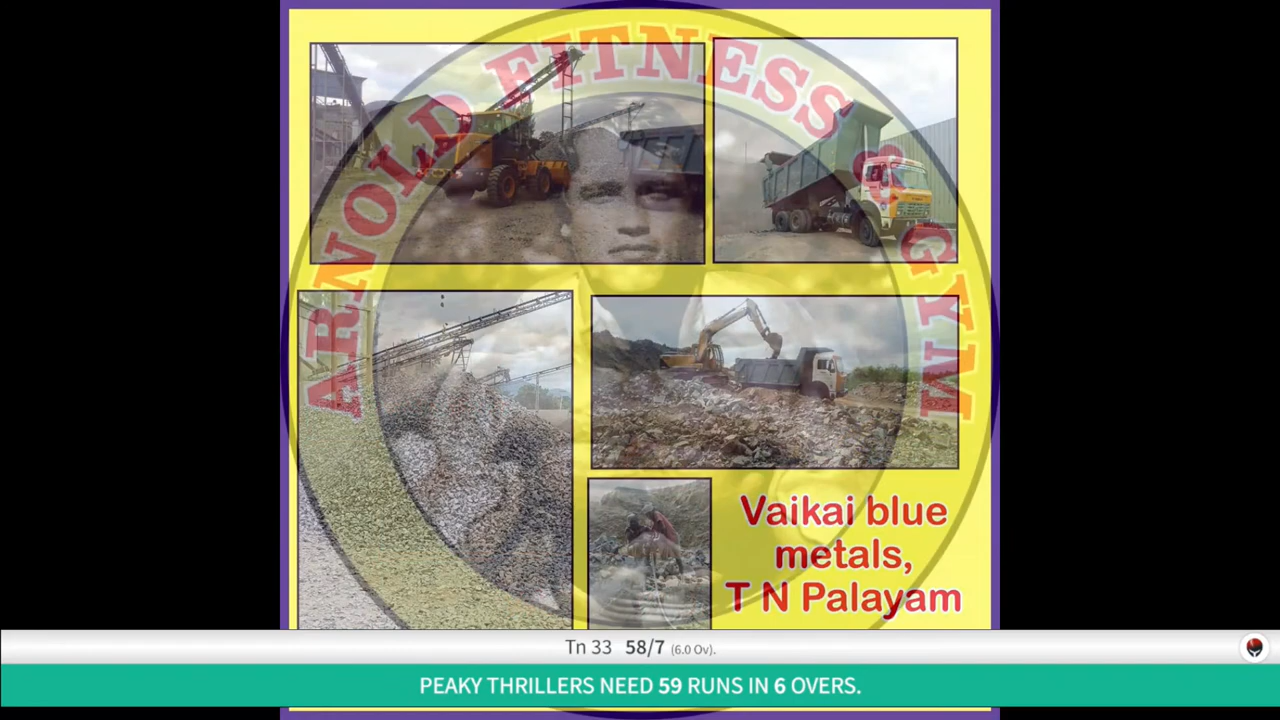 ARNOLD FITNESS & GYM
Vaikai blue
metals,
T N Palayam
Tn 33 58/7 (6.0 Ov).
PEAKY THRILLERS NEED 59 RUNS IN 6 OVERS.